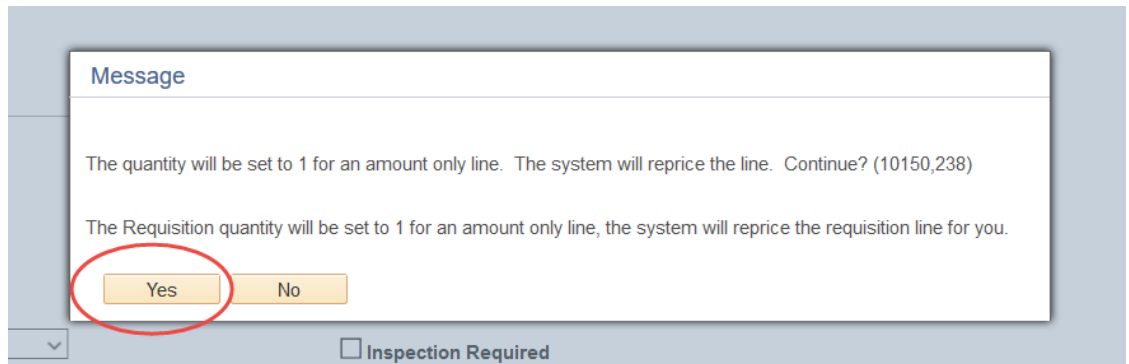 Message
The quantity will be set to 1 for an amount only line.  The system will reprice the line.  Continue? (10150,238)
The Requisition quantity will be set to 1 for an amount only line, the system will reprice the requisition line for you.
Yes No
Inspection Required